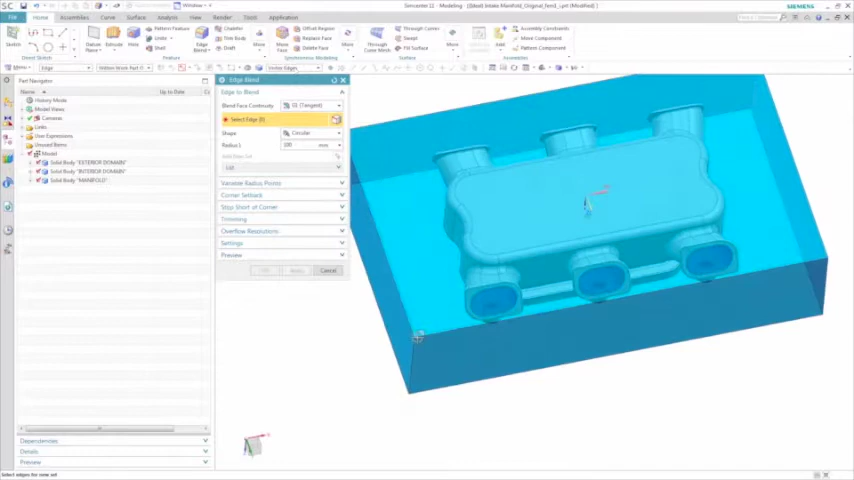 Window
Simcenter 22 - Modeling - [(Stład) Intake Manifold_Original_fem1_i.prt (Modified) ]
SIEMENS
File Home Assemblies Curve Surface Analysis View Render Tools Application
Sketch
Direct Sketch
Datum Plane
Extrude
Hole
Pattern Feature
Unite
Shell
Feature
Edge Blend
Chamfer
Trim Body
Draft
More
Move Face
Offset Region
Replace Face
Delete Face
Synchronous Modeling
More
Through Curve Mesh
Through Curves
Swept
Fill Surface
Surface
More
Add
Assembly Constraints
Move Component
Pattern Component
Assemblies
Menu
Edge
Within Work Part O
Vertex Edges
Part Navigator
Name
Up to Date
Co
History Mode
Model Views
Cameras
Links
User Expressions
Unused Items
Model
Solid Body "EXTERIOR DOMAIN"
Solid Body "INTERIOR DOMAIN"
Solid Body "MANIFOLD"
Dependencies
Details
Preview
Edge Blend
Edge to Blend
Blend Face Continuity
G1 (Tangent)
Select Edge (0)
Shape
Circular
Radius 1
100 mm
Add New Set
List
Variable Radius Points
Corner Setback
Stop Short of Corner
Trimming
Overflow Resolutions
Settings
Preview
OK Apply Cancel
Select edges for new set